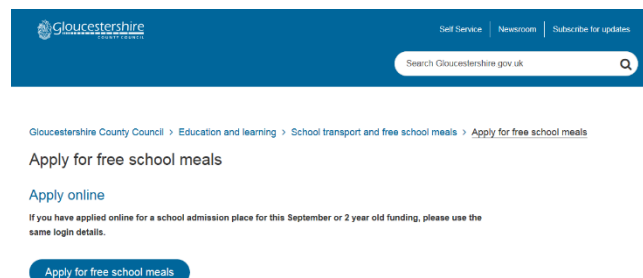 Gloucestershire
COUNTY COUNCIL
Self Service Newsroom Subscribe for updates
Search Gloucestershire gov uk
Gloucestershire County Council > Education and learning > School transport and free school meals > Apply for free school meals
Apply for free school meals
Apply online
If you have applied online for a school admission place for this September or 2 year old funding, please use the
same login details.
Apply for free school meals